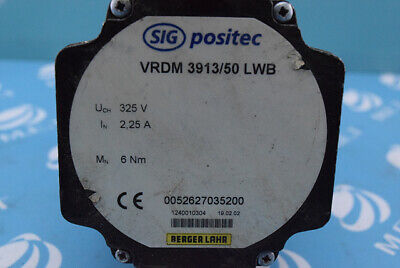 SIG positec
VRDM 3913/50 LWB
UCH 325 V
IN 2,25 A
MN 6 Nm
CE 0052627035200
1240010304 19 02 02
BERGER LAHR